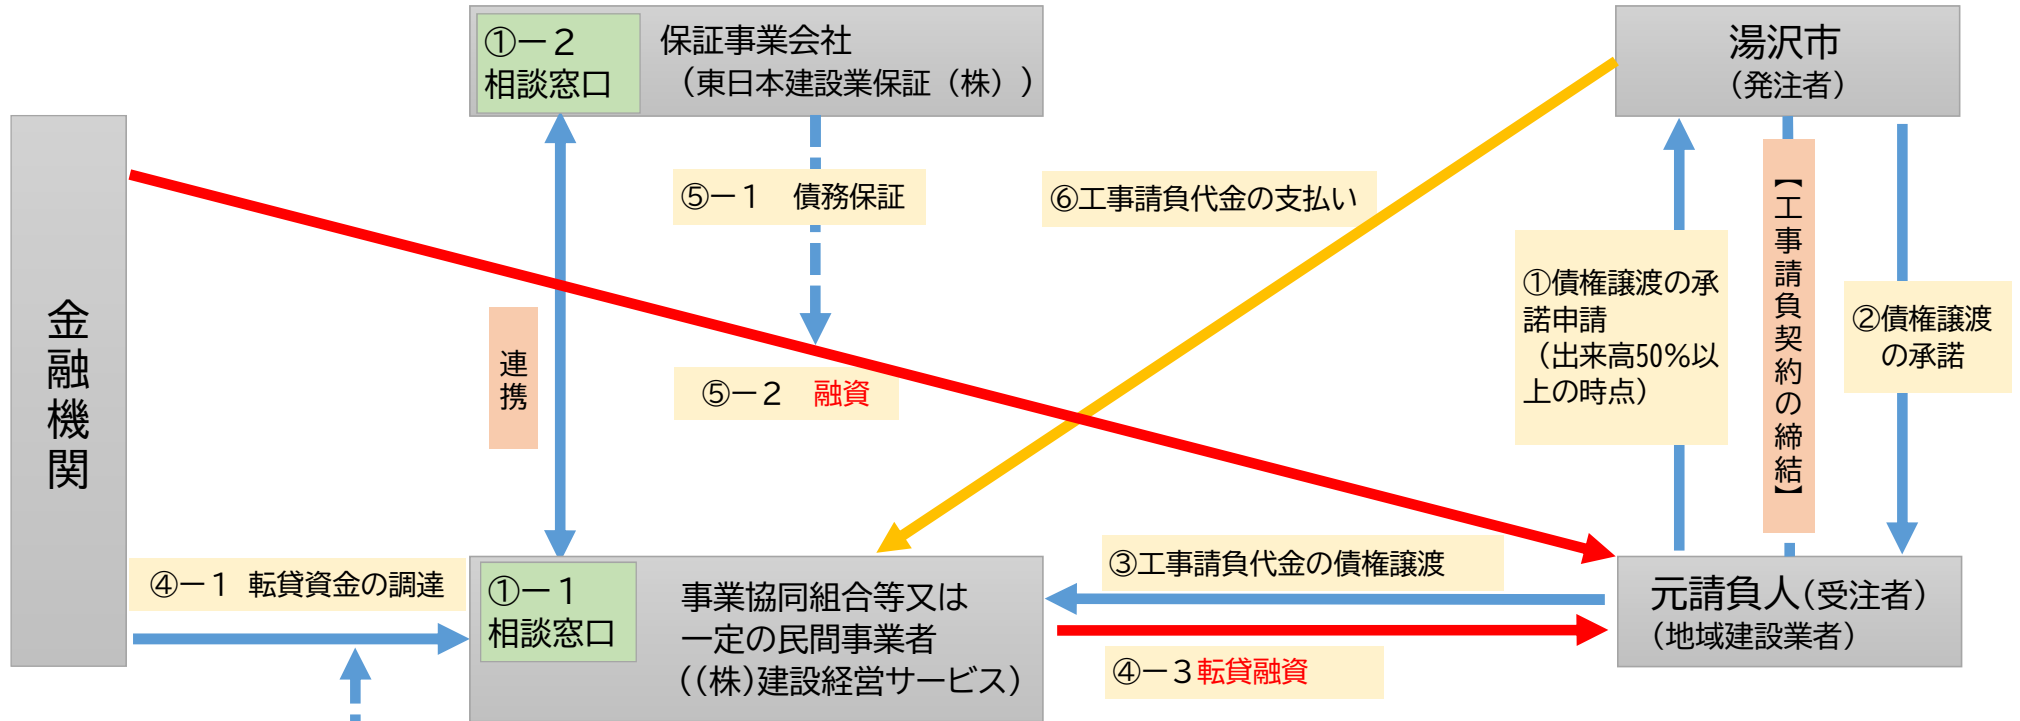 ①－２
相談窓口
保証事業会社
（東日本建設業保証（株））
湯沢市
（発注者）
金融機関
⑤－１　債務保証
⑥工事請負代金の支払い
【工事請負契約の締結】
①債権譲渡の承
諾申請
（出来高50％以
上の時点）
②債権譲渡
の承諾
連携
⑤－２　融資
④－１ 転貸資金の調達
①－１
相談窓口
事業協同組合等又は
一定の民間事業者
（（株）建設経営サービス）
③工事請負代金の債権譲渡
④－３転貸融資
元請負人（受注者）
（地域建設業者）